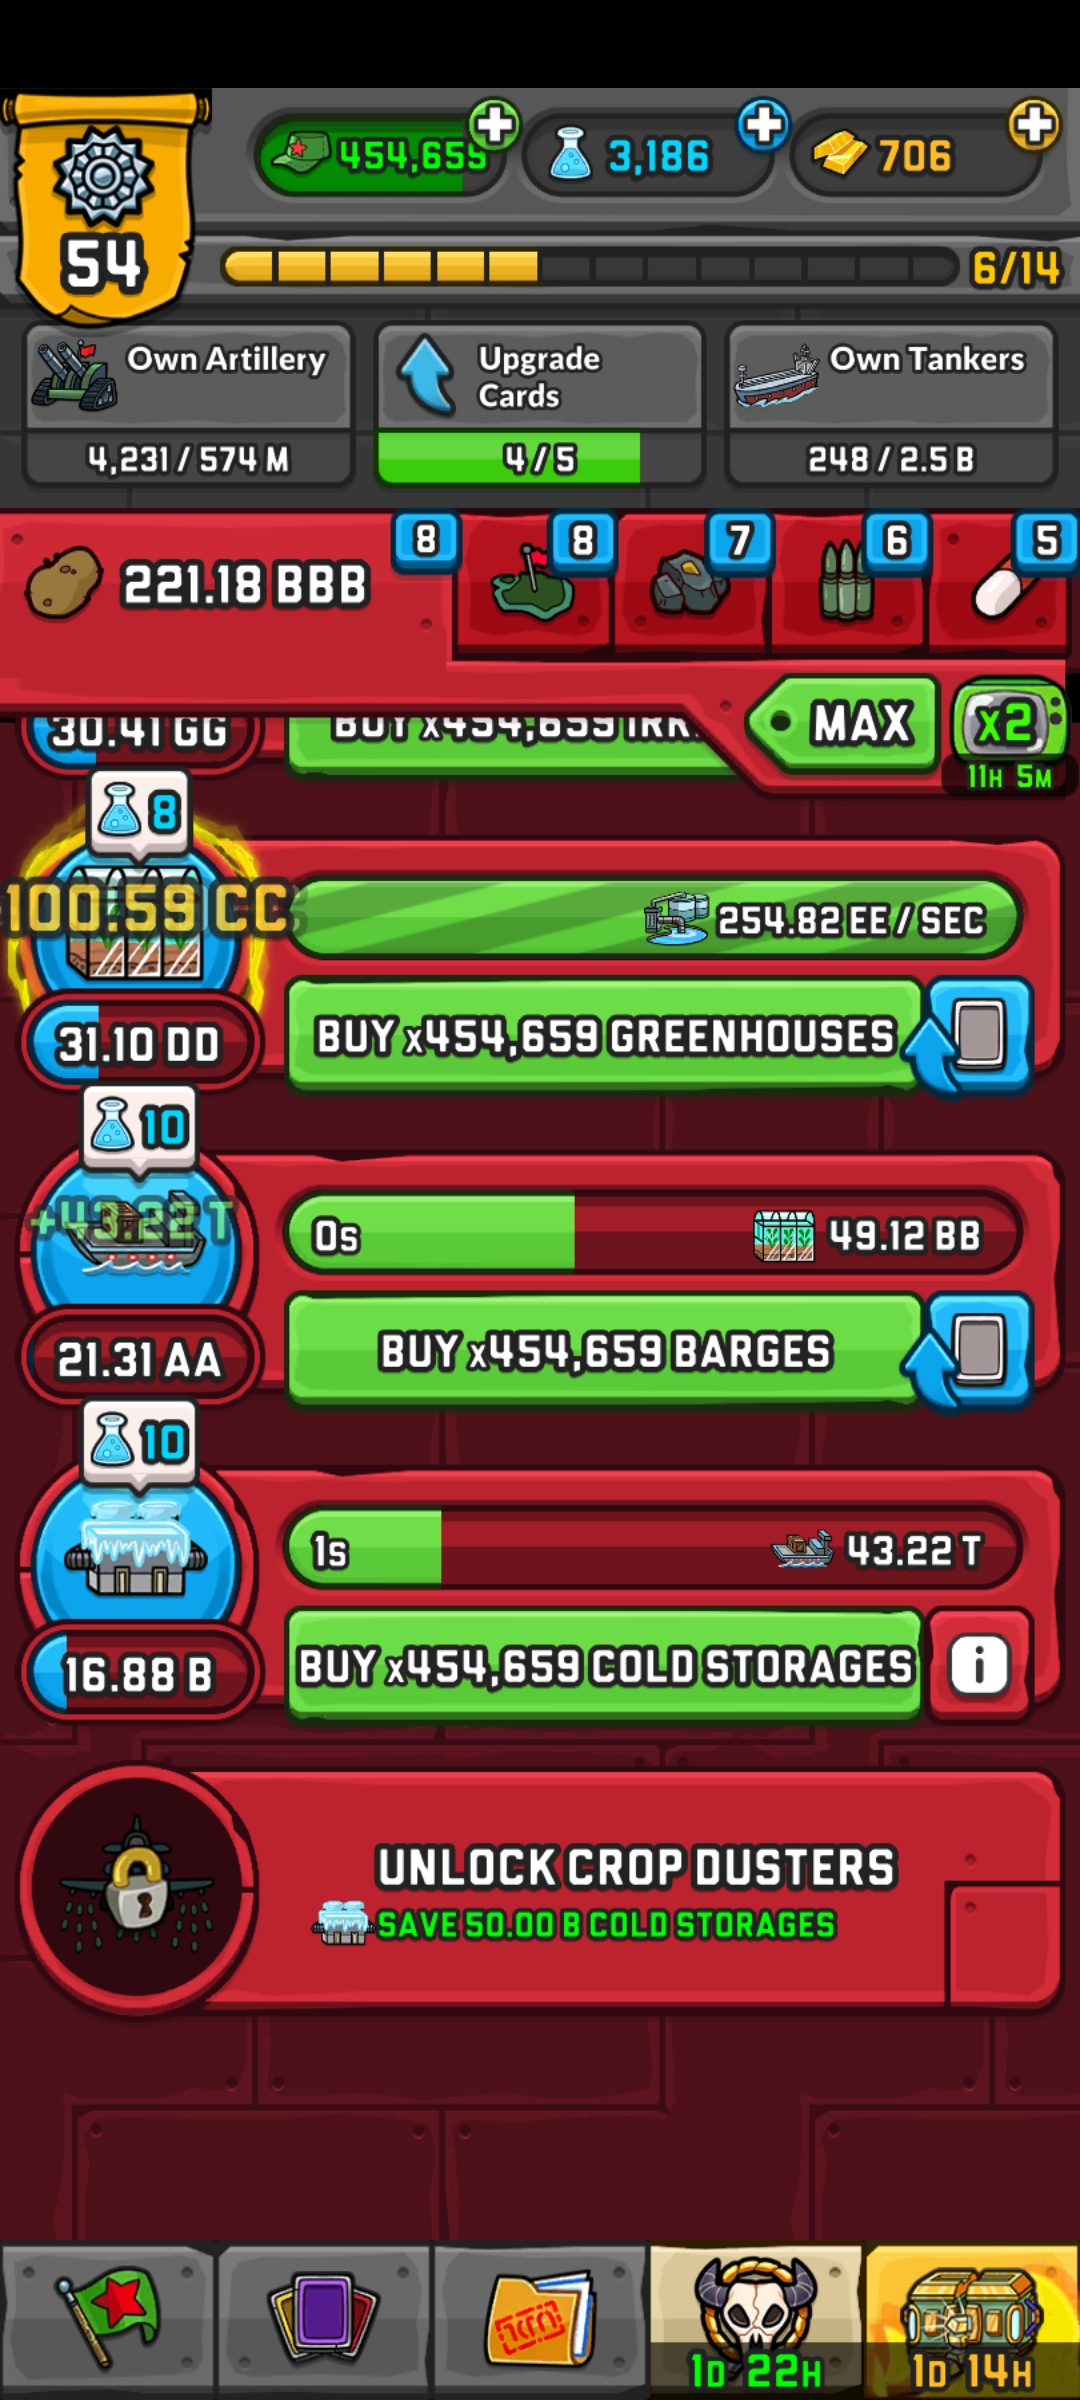 454,659
3,186
706
54
6/14
Own Artillery
4,231 / 574 M
Upgrade
Cards
4 / 5
Own Tankers
248 / 2.5 B
221.18 BBB
8
8
7
6
5
MAX
x2
11H 5M
30.41 GG
BUY x454,659 IRR
8
100.59 CC
254.82 EE / SEC
31.10 DD
BUY x454,659 GREENHOUSES
10
+43.22 T
0s
49.12 BB
21.31 AA
BUY x454,659 BARGES
10
1s
43.22 T
16.88 B
BUY x454,659 COLD STORAGES
i
UNLOCK CROP DUSTERS
SAVE 50.00 B COLD STORAGES
1D 22H
1D 14H